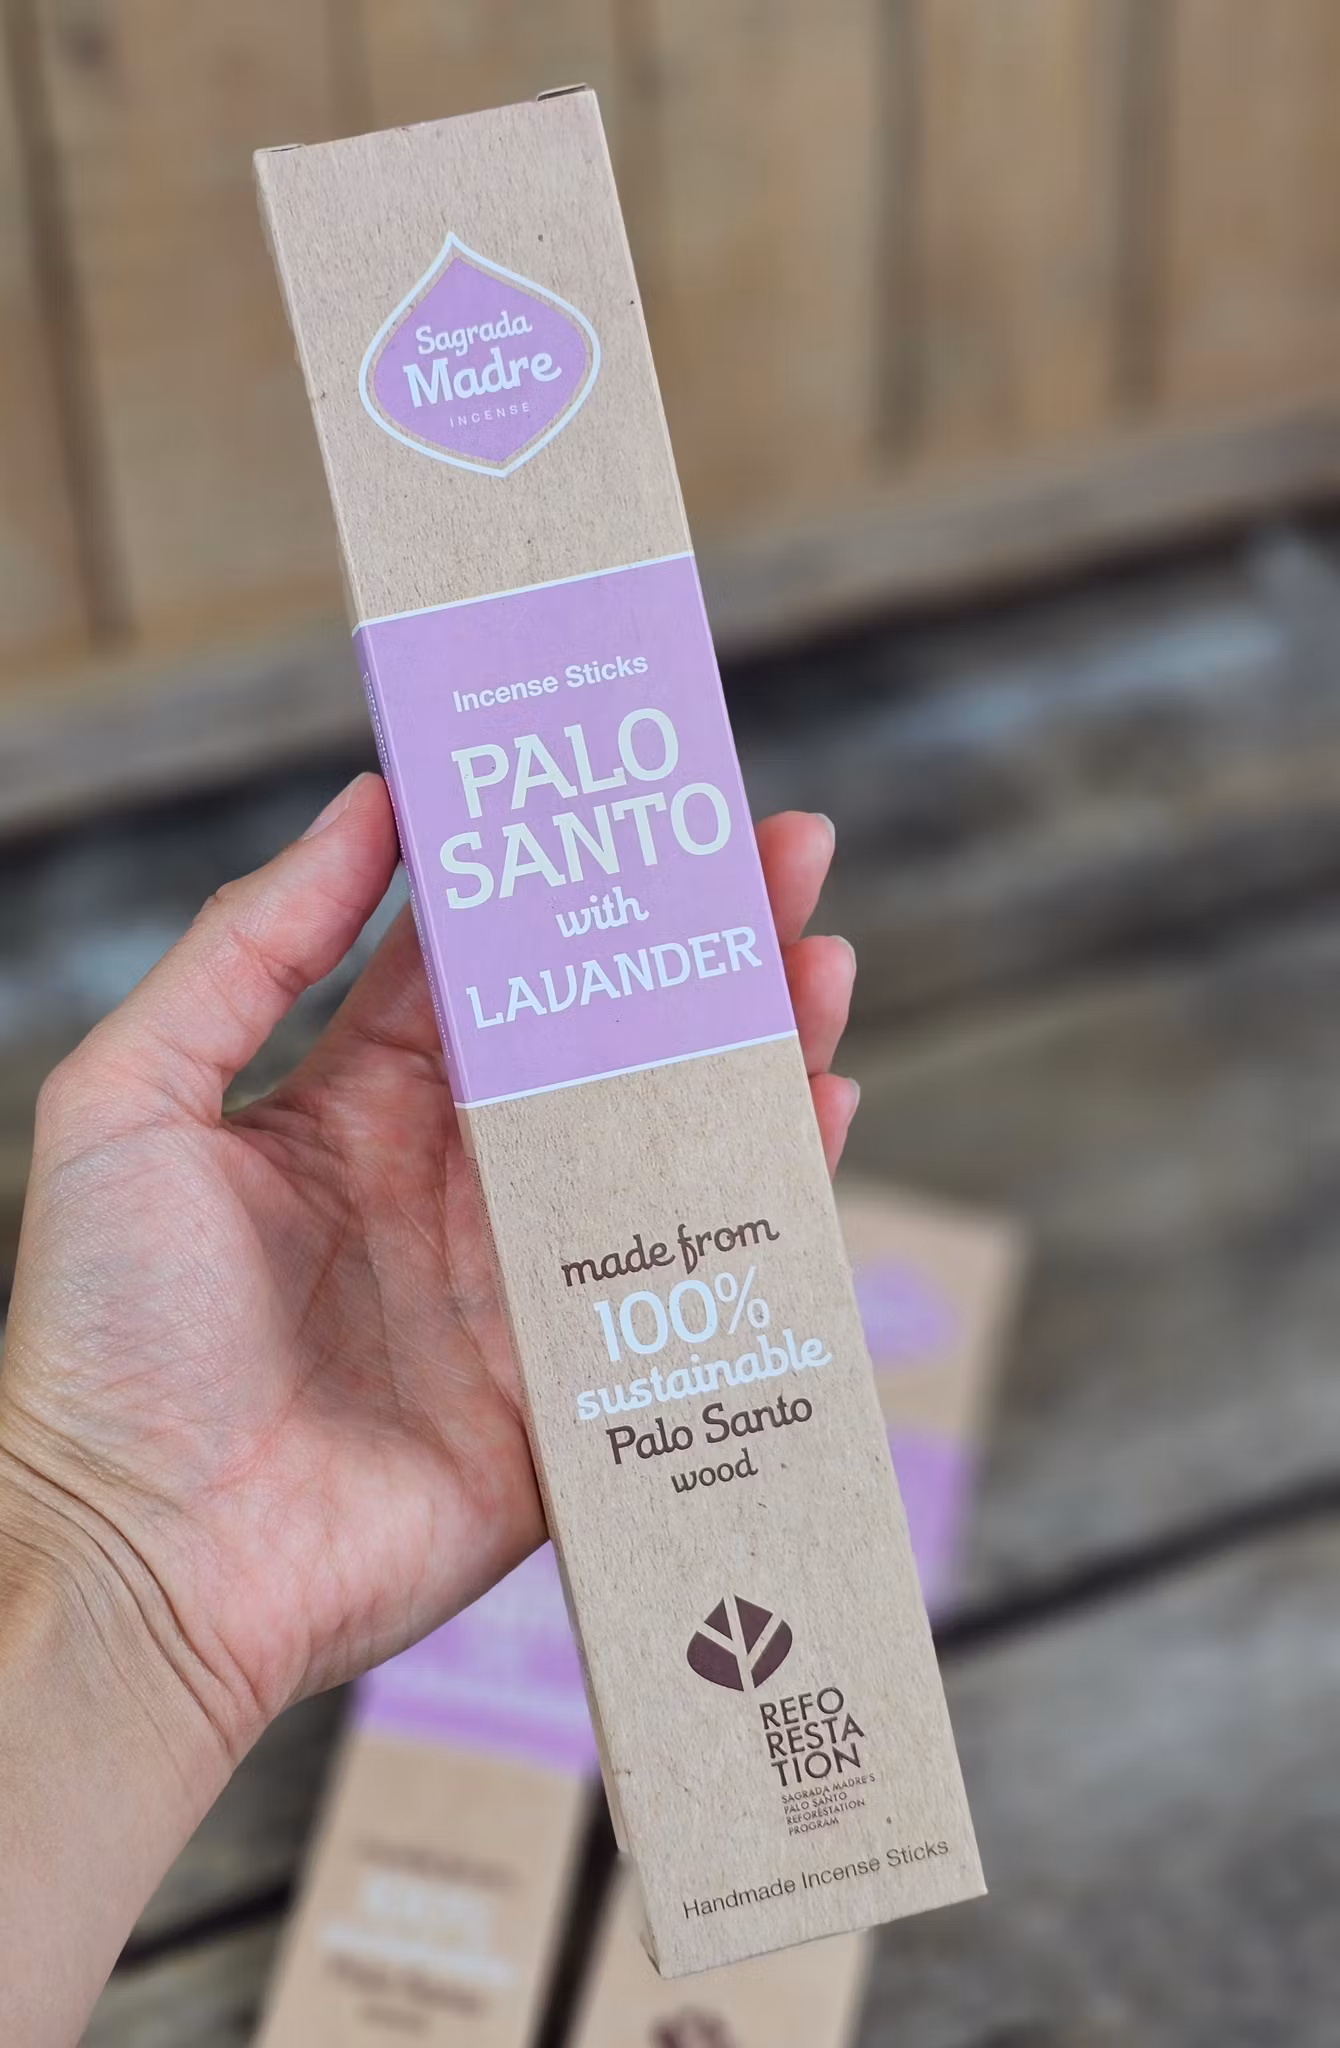 Sagrada
Madre
INCENSE
Incense Sticks
PALO
SANTO
with
LAVANDER
made from
100%
sustainable
Palo Santo
wood
REFO
RESTA
TION
SAGRADA MADRE'S
PALO SANTO
REFORESTATION
PROGRAM
Handmade Incense Sticks